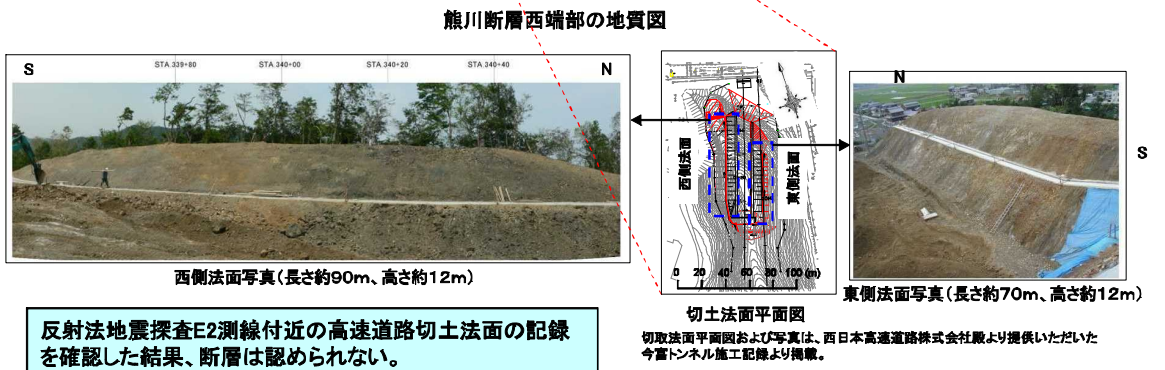 熊川断層西端部の地質図
S
STA 339+80
STA 340+00
STA 340+20
STA 340+40
N
西側法面写真(長さ約90m、高さ約12m)
西側法面
東側法面
0 20 40 60 80 100 (m)
切土法面平面図
N
S
東側法面写真(長さ約70m、高さ約12m)
切取法面平面図および写真は、西日本高速道路株式会社殿より提供いただいた
今富トンネル施工記録より掲載。
反射法地震探査E2測線付近の高速道路切土法面の記録
を確認した結果、断層は認められない。